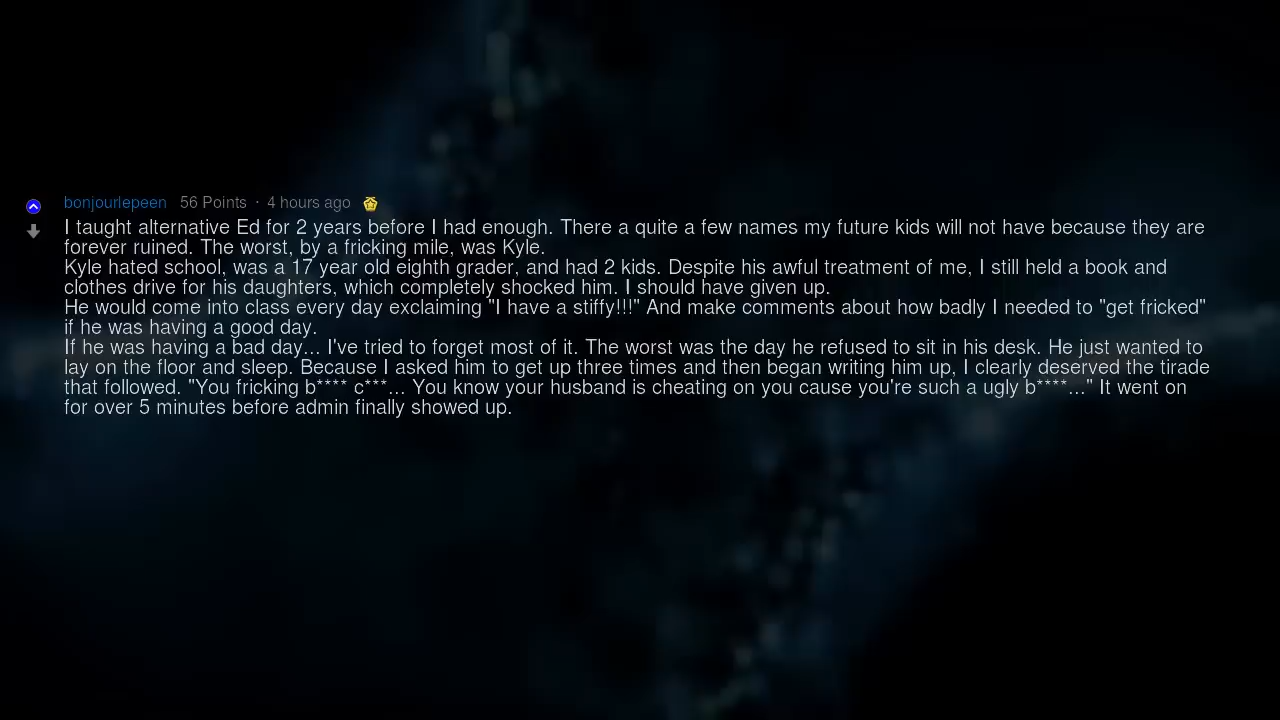 bonjourlepeen 56 Points · 4 hours ago
I taught alternative Ed for 2 years before I had enough. There a quite a few names my future kids will not have because they are
forever ruined. The worst, by a fricking mile, was Kyle.
Kyle hated school, was a 17 year old eighth grader, and had 2 kids. Despite his awful treatment of me, I still held a book and
clothes drive for his daughters, which completely shocked him. I should have given up.
He would come into class every day exclaiming "I have a stiffy!!!" And make comments about how badly I needed to "get fricked"
if he was having a good day.
If he was having a bad day... I've tried to forget most of it. The worst was the day he refused to sit in his desk. He just wanted to
lay on the floor and sleep. Because I asked him to get up three times and then began writing him up, I clearly deserved the tirade
that followed. "You fricking b**** c***... You know your husband is cheating on you cause you're such a ugly b****..." It went on
for over 5 minutes before admin finally showed up.